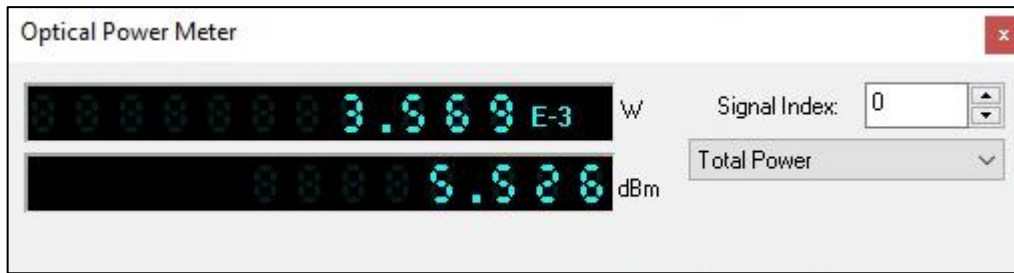 Optical Power Meter x
3.569 E-3 W Signal Index: 0
Total Power
5.526 dBm